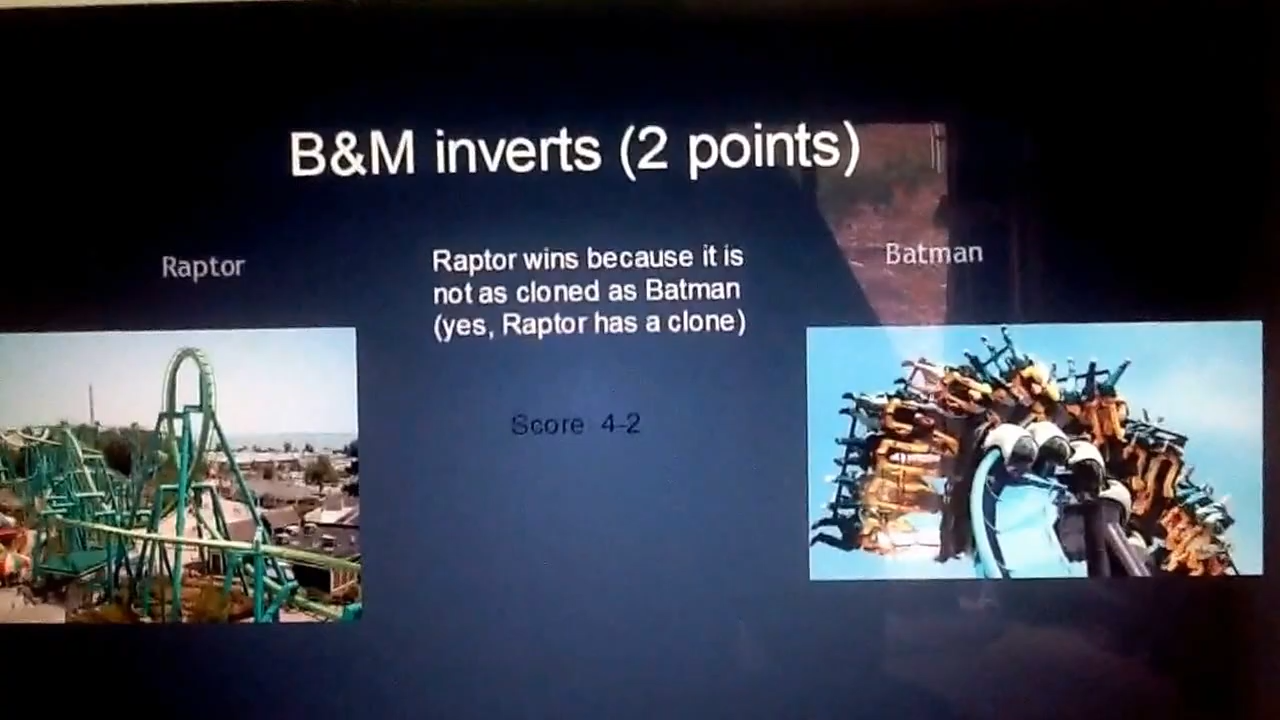 B&M inverts (2 points)
Raptor
Raptor wins because it is
not as cloned as Batman
(yes, Raptor has a clone)
Batman
Score 4-2